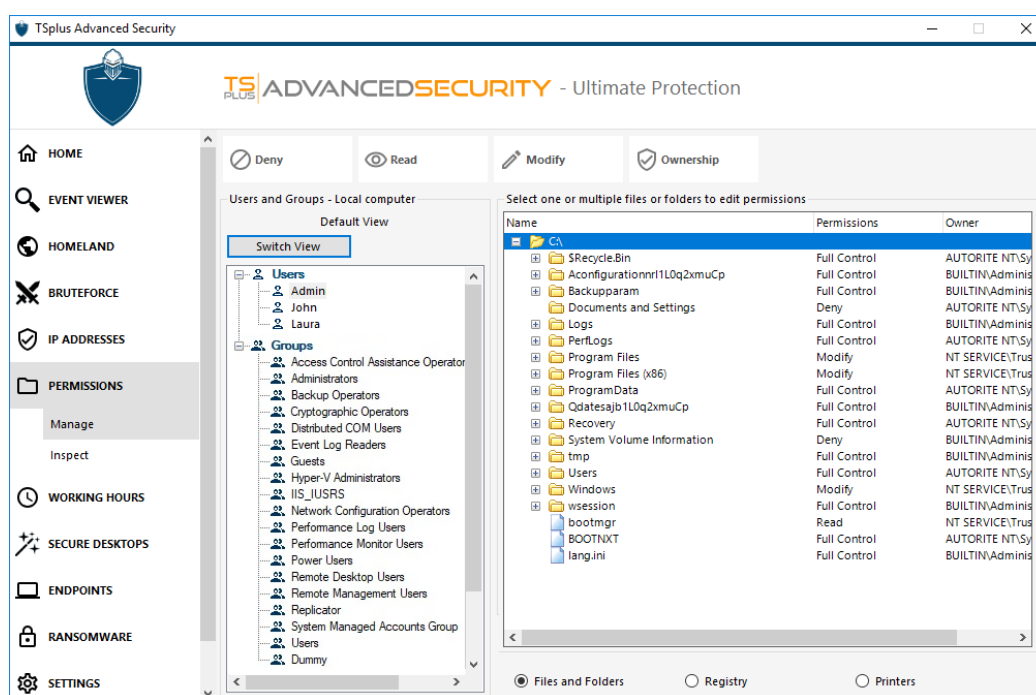 TSplus Advanced Security
TS PLUS ADVANCEDSECURITY - Ultimate Protection
HOME
EVENT VIEWER
HOMELAND
BRUTEFORCE
IP ADDRESSES
PERMISSIONS
Manage
Inspect
WORKING HOURS
SECURE DESKTOPS
ENDPOINTS
RANSOMWARE
SETTINGS
Deny Read Modify Ownership
Users and Groups - Local computer
Default View
Switch View
Users
Admin
John
Laura
Groups
Access Control Assistance Operator
Administrators
Backup Operators
Cryptographic Operators
Distributed COM Users
Event Log Readers
Guests
Hyper-V Administrators
IIS_IUSRS
Network Configuration Operators
Performance Log Users
Performance Monitor Users
Power Users
Remote Desktop Users
Remote Management Users
Replicator
System Managed Accounts Group
Users
Dummy
Select one or multiple files or folders to edit permissions
Name Permissions Owner
C:\
$Recycle.Bin Full Control AUTORITE NT\Sy
Aconfigurationnrl1L0q2xmuCp Full Control BUILTIN\Adminis
Backupparam Full Control BUILTIN\Adminis
Documents and Settings Deny AUTORITE NT\Sy
Logs Full Control BUILTIN\Adminis
PerfLogs Full Control AUTORITE NT\Sy
Program Files Modify NT SERVICE\Trus
Program Files (x86) Modify NT SERVICE\Trus
ProgramData Full Control AUTORITE NT\Sy
Qdatesajb1L0q2xmuCp Full Control BUILTIN\Adminis
Recovery Full Control AUTORITE NT\Sy
System Volume Information Deny BUILTIN\Adminis
tmp Full Control BUILTIN\Adminis
Users Full Control AUTORITE NT\Sy
Windows Modify NT SERVICE\Trus
wsession Full Control BUILTIN\Adminis
bootmgr Read NT SERVICE\Trus
BOOTNXT Full Control AUTORITE NT\Sy
lang.ini Full Control BUILTIN\Adminis
Files and Folders Registry Printers